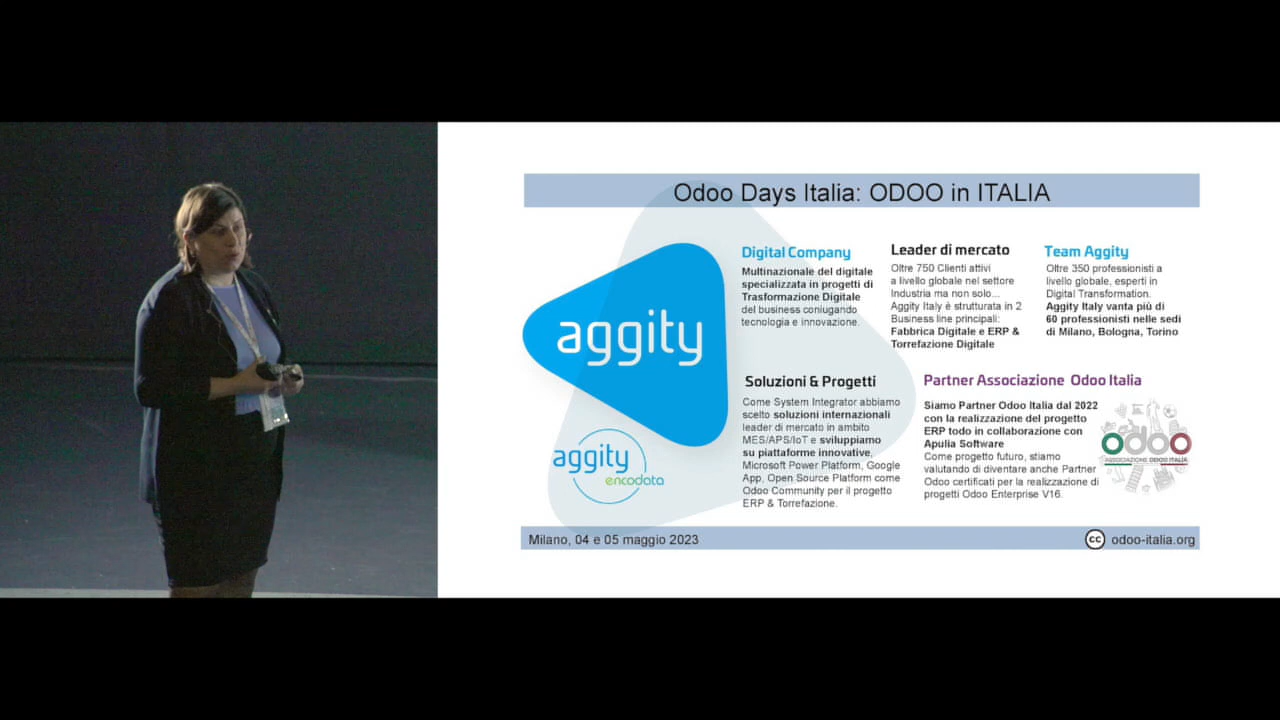 Odoo Days Italia: ODOO in ITALIA
aggity
aggity
encodata
Digital Company
Multinazionale del digitale
specializzata in progetti di
Trasformazione Digitale
del business coniugando
tecnologia e innovazione.
Leader di mercato
Oltre 750 Clienti attivi
a livello globale nel settore
Industria ma non solo...
Aggity Italy è strutturata in 2
Business line principali:
Fabbrica Digitale e ERP &
Torrefazione Digitale
Team Aggity
Oltre 350 professionisti a
livello globale, esperti in
Digital Transformation.
Aggity Italy vanta più di
60 professionisti nelle sedi
di Milano, Bologna, Torino
Soluzioni & Progetti
Come System Integrator abbiamo
scelto soluzioni internazionali
leader di mercato in ambito
MES/APS/IoT e sviluppiamo
su piattaforme innovative,
Microsoft Power Platform, Google
App, Open Source Platform come
Odoo Community per il progetto
ERP & Torrefazione.
Partner Associazione Odoo Italia
Siamo Partner Odoo Italia dal 2022
con la realizzazione del progetto
ERP todo in collaborazione con
Apulia Software
Come progetto futuro, stiamo
valutando di diventare anche Partner
Odoo certificati per la realizzazione di
progetti Odoo Enterprise V16.
odoo
ASSOCIAZIONE ODOO ITALIA
Milano, 04 e 05 maggio 2023
cc odoo-italia.org